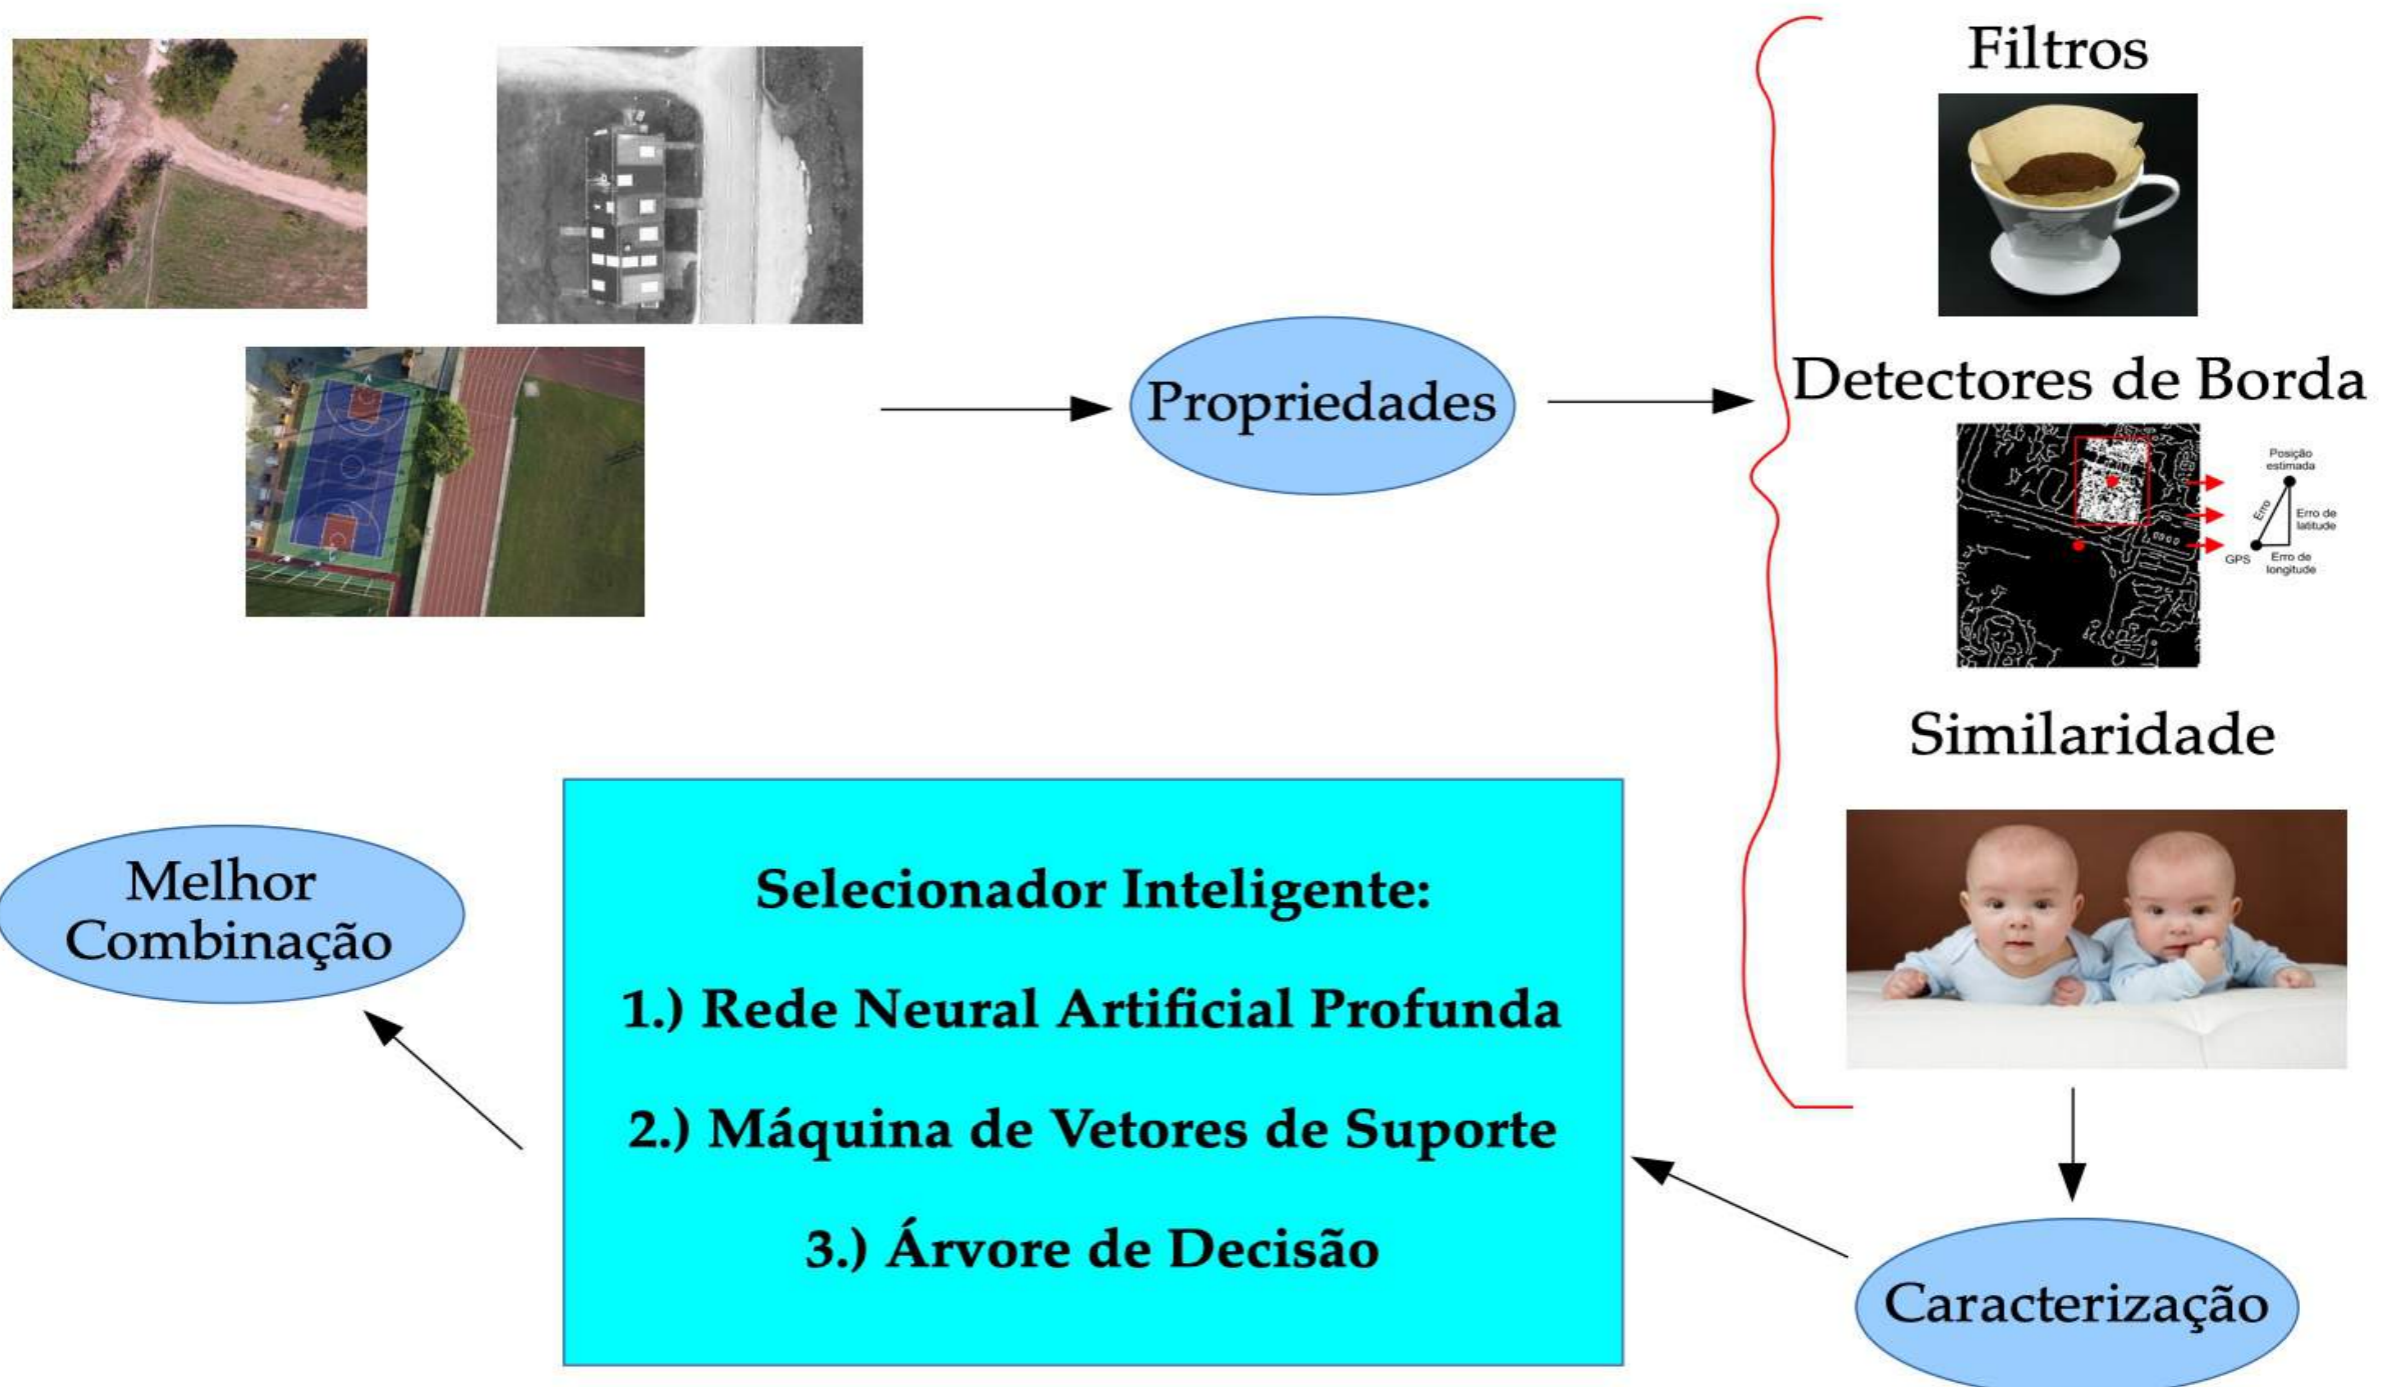 Filtros
Propriedades
Detectores de Borda
Posição
estimada
Erro
Erro de
latitude
GPS
Erro de
longitude
Similaridade
Melhor
Combinação
Selecionador Inteligente:
1.) Rede Neural Artificial Profunda
2.) Máquina de Vetores de Suporte
3.) Árvore de Decisão
Caracterização